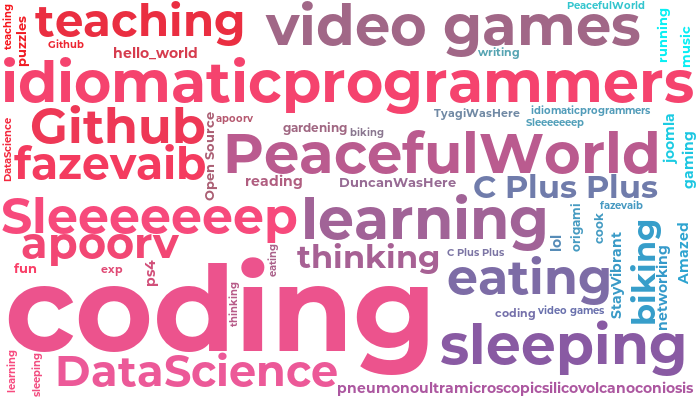 teaching
puzzles
teaching
Github
hello_world
video games
PeacefulWorld
writing
running
music
idiomaticprogrammers
DataScience
Github
Open Source
apoorv
gardening
biking
TyagiWasHere
idiomaticprogrammers
Sleeeeeeep
joomla
gaming
fazevaib
PeacefulWorld
reading
DuncanWasHere
C Plus Plus
fazevaib
Sleeeeeeep
learning
lol
origami
cook
apoorv
thinking
C Plus Plus
StayVibrant
biking
networking
Amazed
fun
exp
ps4
eating
eating
coding
thinking
coding
video games
sleeping
learning
sleeping
DataScience
pneumonoultramicroscopicsilicovolcanoconiosis